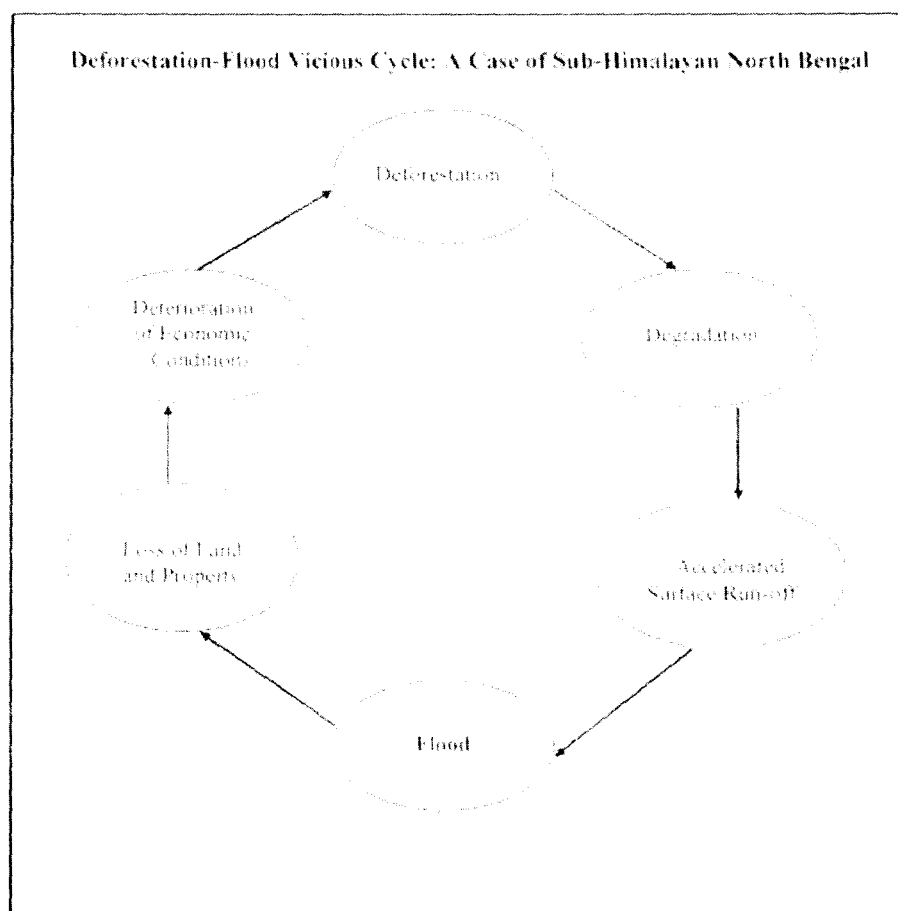 Deforestation-Flood Vicious Cycle: A Case of Sub-Himalayan North Bengal
Deforestation
Degradation
Accelerated
Surface Run-off
Flood
Loss of Land
and Property
Deterioration
of Economic
Conditions